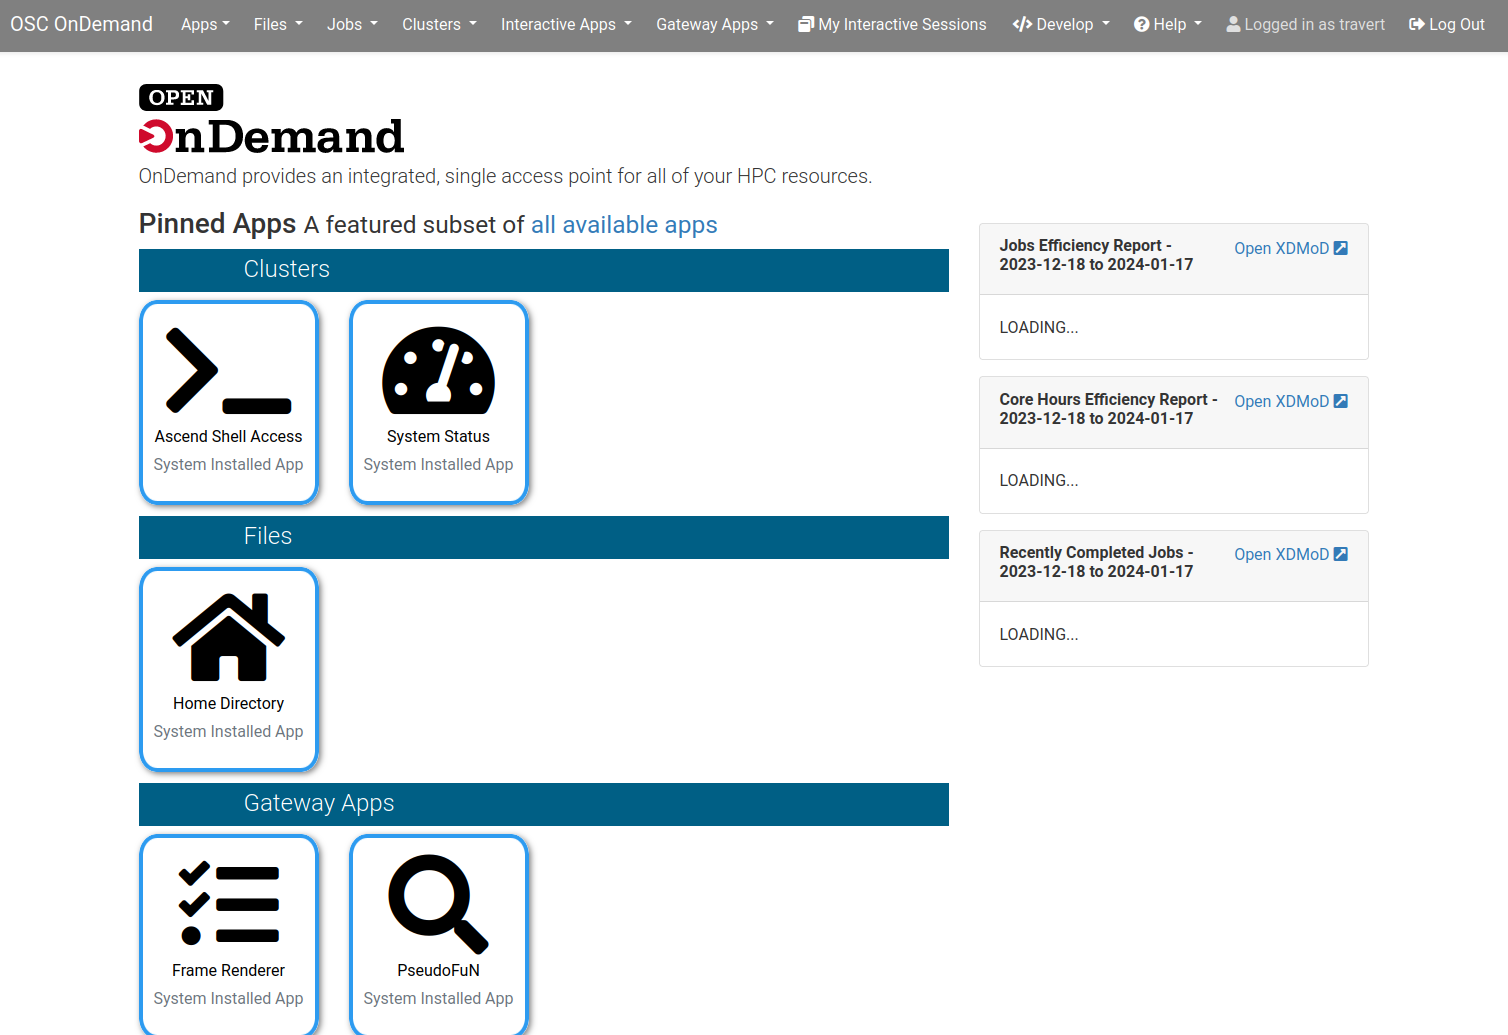 OSC OnDemand Apps Files Jobs Clusters Interactive Apps Gateway Apps My Interactive Sessions Develop Help Logged in as travert Log Out
OPEN
OnDemand
OnDemand provides an integrated, single access point for all of your HPC resources.
Pinned Apps A featured subset of all available apps
Clusters
Ascend Shell Access
System Installed App
System Status
System Installed App
Files
Home Directory
System Installed App
Gateway Apps
Frame Renderer
System Installed App
PseudoFuN
System Installed App
Jobs Efficiency Report -
2023-12-18 to 2024-01-17
Open XDMoD
LOADING...
Core Hours Efficiency Report -
2023-12-18 to 2024-01-17
Open XDMoD
LOADING...
Recently Completed Jobs -
2023-12-18 to 2024-01-17
Open XDMoD
LOADING...